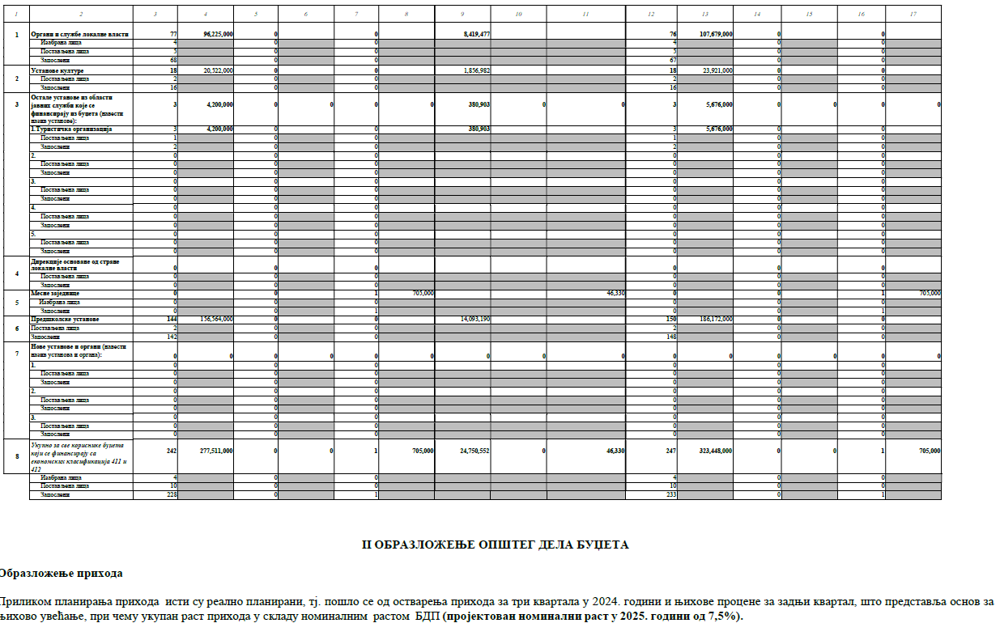 1 2 3 4 5 6 7 8 9 10 11 12 13 14 15 16 17
1 Органи и службе локалне власти 77 96,225,000 0 0 8,419,477 76 107,679,000 0 0
Изабрана лица 4 0 0 4 0 0
Постављена лица 5 0 0 5 0 0
Запослени 68 0 0 67 0 0
Установе културе 18 20,522,000 0 0 1,856,982 18 23,921,000 0 0
2 Постављена лица 2 0 0 2 0 0
Запослени 16 0 0 16 0 0
Остале установе из области
3 јавних служби које се 3 4,200,000 0 0 0 0 380,903 0 0 3 5,676,000 0 0 0 0
финансирају из буџета (навести
назив установе):
1.Туристичка организација 3 4,200,000 0 0 380,903 3 5,676,000 0 0
Постављена лица 1 0 0 1 0 0
Запослени 2 0 0 2 0 0
2. 0 0 0 0 0 0
Постављена лица 0 0 0 0 0 0
Запослени 0 0 0 0 0 0
3. 0 0 0 0 0 0
Постављена лица 0 0 0 0 0 0
Запослени 0 0 0 0 0 0
4. 0 0 0 0 0 0
Постављена лица 0 0 0 0 0 0
Запослени 0 0 0 0 0 0
5. 0 0 0 0 0 0
Постављена лица 0 0 0 0 0 0
Запослени 0 0 0 0 0 0
Дирекције основане од стране
локалне власти 0 0 0 0 0 0
4 Постављена лица 0 0 0 0 0 0
Запослени 0 0 0 0 0 0
Месне заједнице 0 0 1 705,000 46,330 0 0 1 705,000
5 Изабрана лица 0 0 0 0 0 0
Запослени 0 0 1 0 0 1
Предшколске установе 144 156,564,000 0 0 14,093,190 150 186,172,000 0 0
6 Постављена лица 2 0 0 2 0 0
Запослени 142 0 0 148 0 0
Нове установе и органи (навести
7 назив установа и органа): 0 0 0 0 0 0 0 0 0 0 0 0 0 0 0
1. 0 0 0 0 0 0
Постављена лица 0 0 0 0 0 0
Запослени 0 0 0 0 0 0
2. 0 0 0 0 0 0
Постављена лица 0 0 0 0 0 0
Запослени 0 0 0 0 0 0
3. 0 0 0 0 0 0
Постављена лица 0 0 0 0 0 0
Запослени 0 0 0 0 0 0
Укупно за све кориснике буџета
8 који се финансирају са 242 277,511,000 0 0 1 705,000 24,750,552 0 46,330 247 323,448,000 0 0 1 705,000
економских класификација 411 и
412
Изабрана лица 4 0 0 4 0 0
Постављена лица 10 0 0 10 0 0
Запослени 228 0 1 233 0 1
II ОБРАЗЛОЖЕЊЕ ОПШТЕГ ДЕЛА БУЏЕТА
Образложење прихода
Приликом планирања прихода исти су реално планирани, тј. пошло се од остварења прихода за три квартала у 2024. години и њихове процене за задњи квартал, што представља основ за
њихово увећање, при чему укупан раст прихода у складу номиналним растом БДП (пројектован номинални раст у 2025. години од 7,5%).